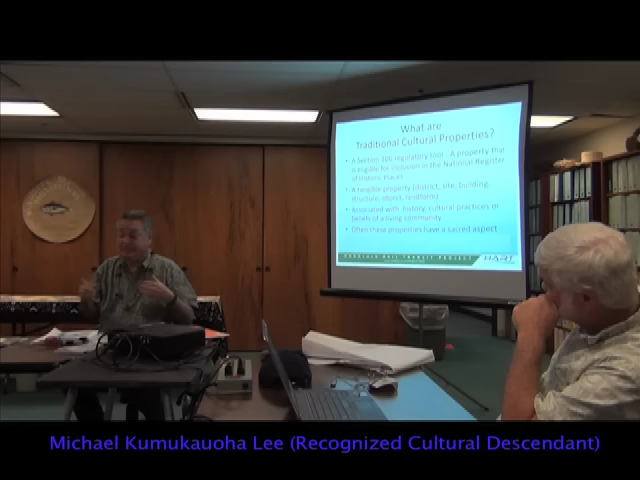 What are
Traditional Cultural Properties?
• A Section 106 regulatory tool - A property that
is eligible for inclusion in the National Register
of Historic Places
• A tangible property (district, site, building,
structure, object, landform)
• Associated with history, cultural practices or
beliefs of a living community
• Often these properties have a sacred aspect
HONOLULU RAIL TRANSIT PROJECT
HART
Michael Kumukauoha Lee (Recognized Cultural Descendant)